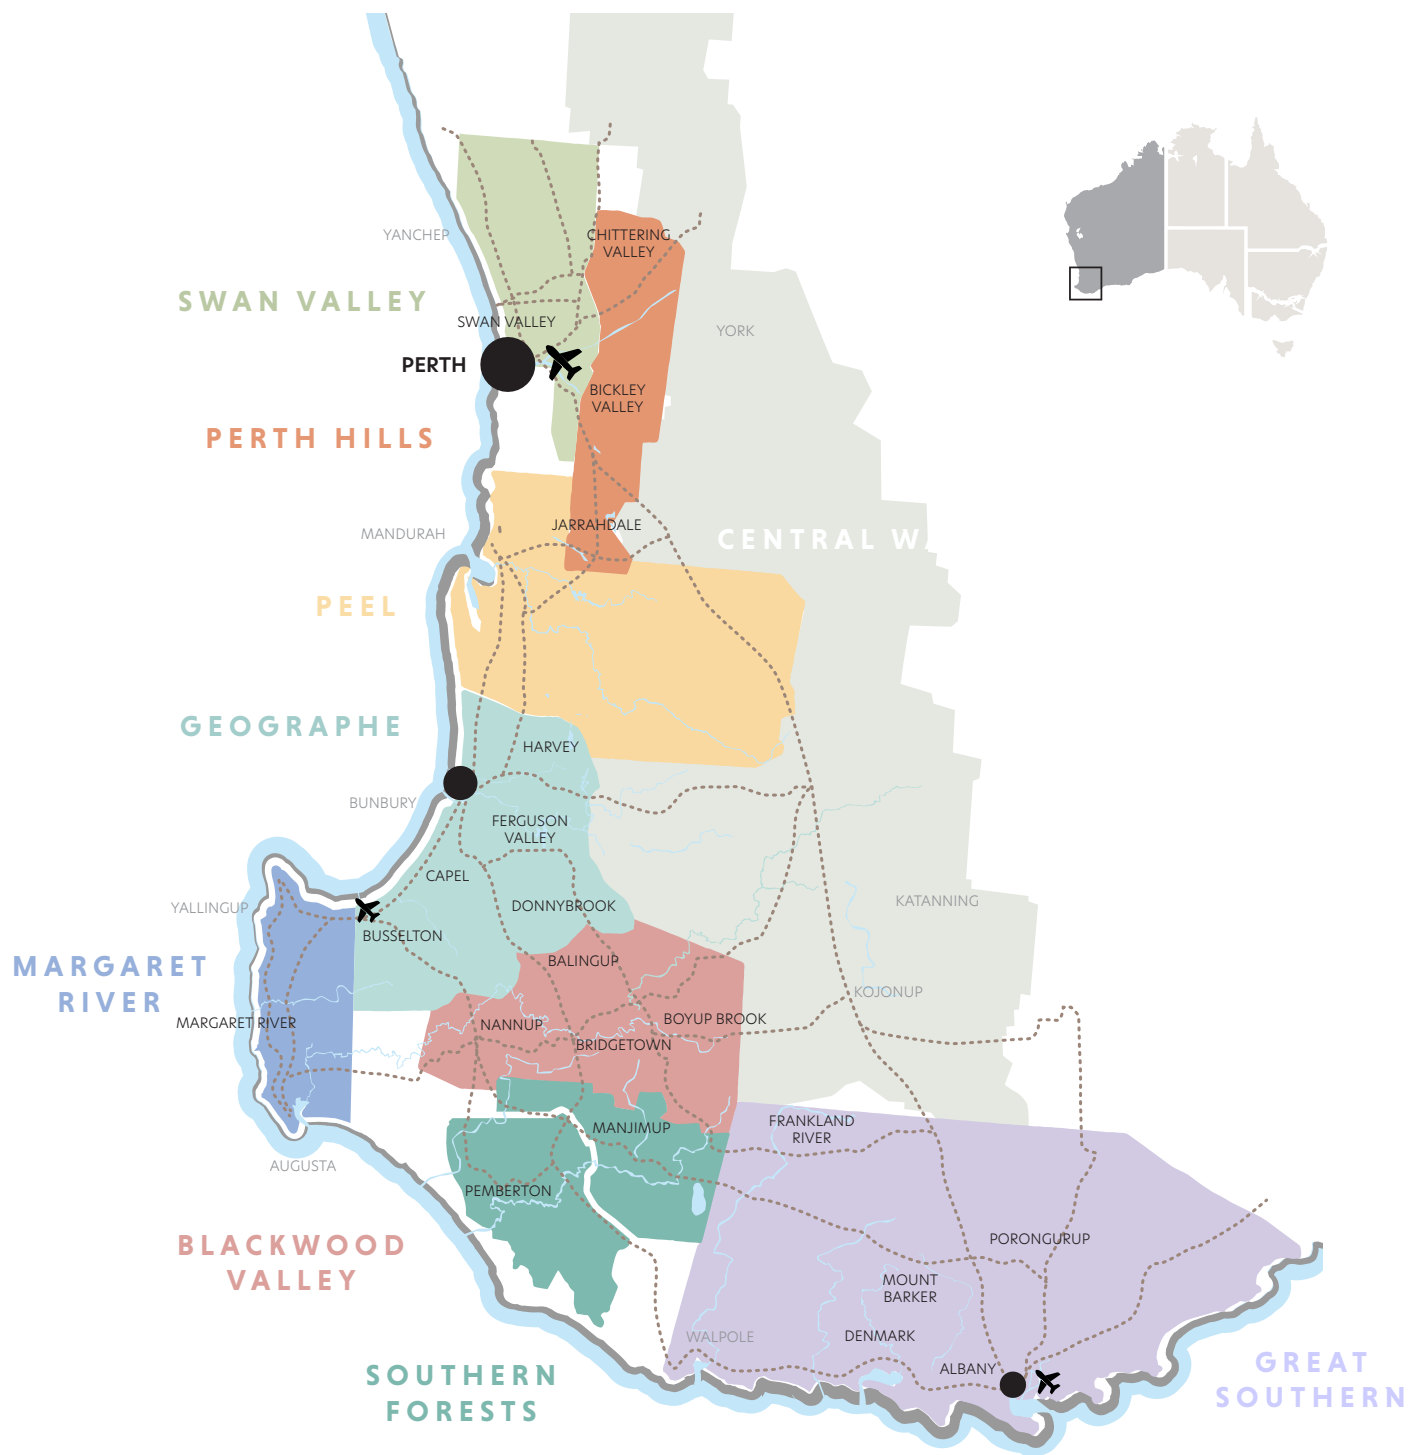 YANCHEP
CHITTERING
VALLEY
SWAN VALLEY
SWAN VALLEY
YORK
PERTH
BICKLEY
VALLEY
PERTH HILLS
JARRAHDALE
MANDURAH
CENTRAL WA
PEEL
GEOGRAPHE
HARVEY
BUNBURY
FERGUSON
VALLEY
CAPEL
YALLINGUP
DONNYBROOK
KATANNING
BUSSELTON
BALINGUP
MARGARET
RIVER
KOJONUP
MARGARET RIVER
NANNUP
BOYUP BROOK
BRIDGETOWN
MANJIMUP
FRANKLAND
RIVER
AUGUSTA
PEMBERTON
BLACKWOOD
VALLEY
PORONGURUP
MOUNT
BARKER
WALPOLE
DENMARK
ALBANY
SOUTHERN
FORESTS
GREAT
SOUTHERN